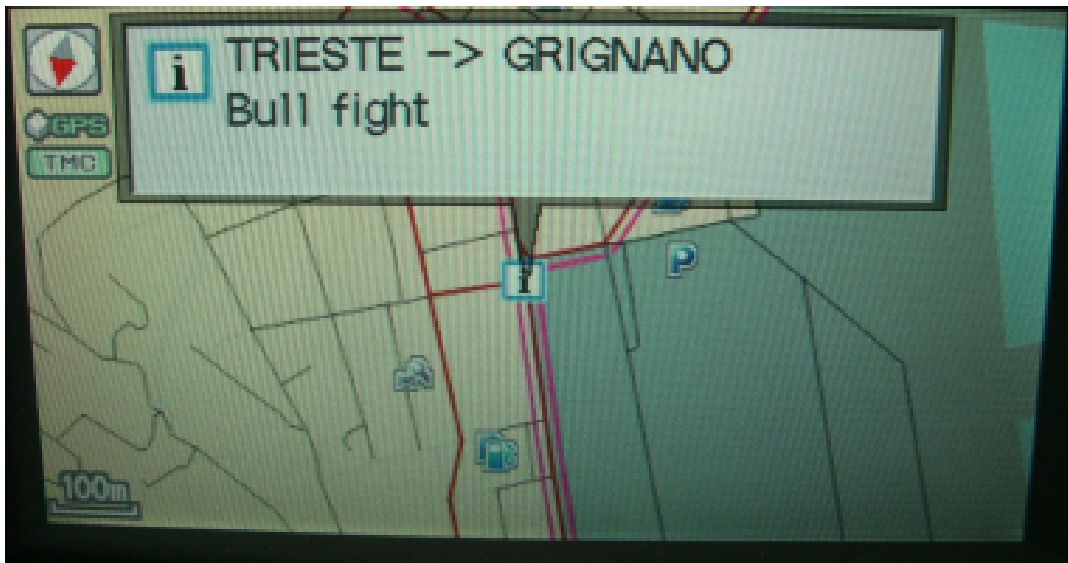 i TRIESTE -> GRIGNANO
Bull fight
GPS
TMC
i
P
100m